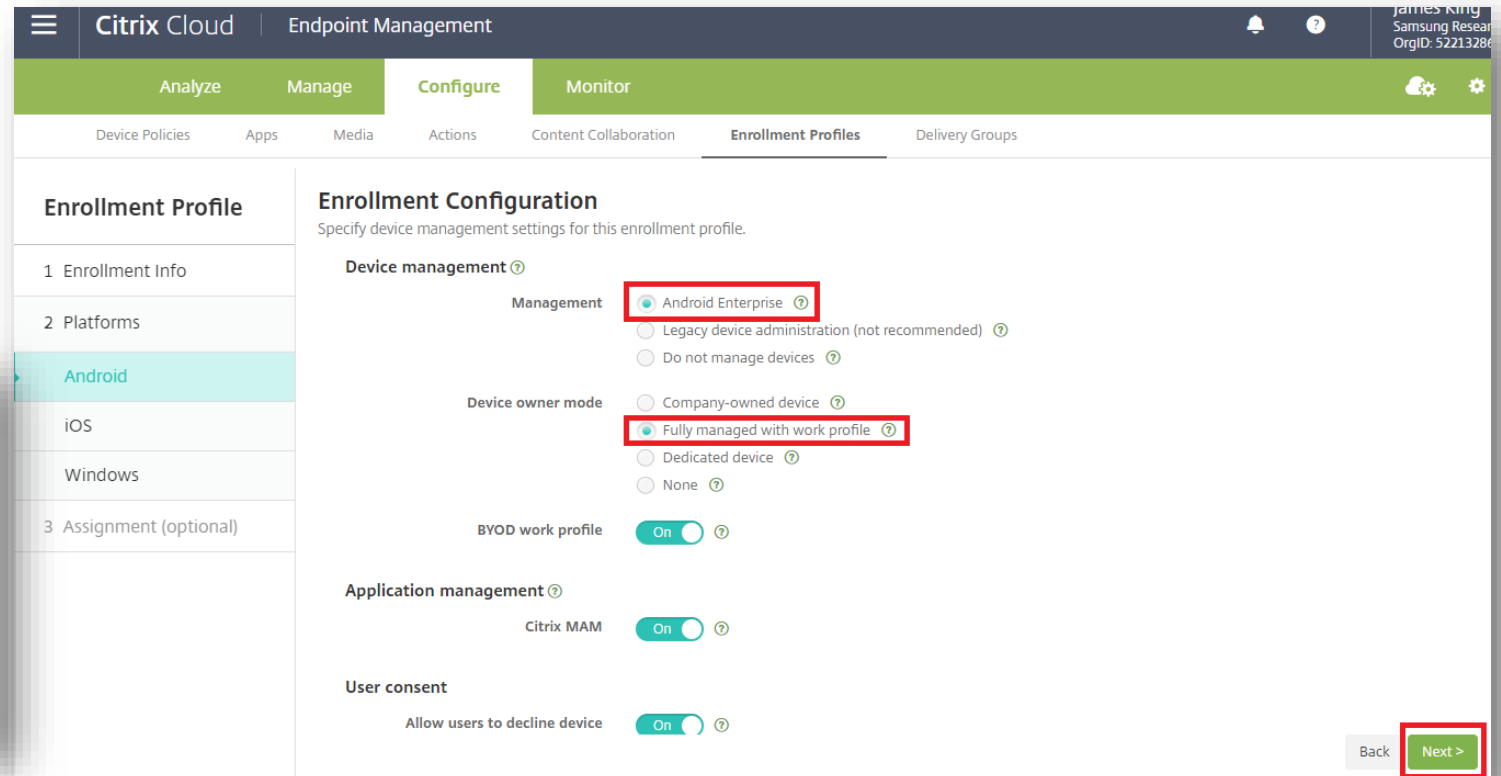 Citrix Cloud | Endpoint Management ?
James King
Samsung Resear
OrgID: 52213286
Analyze Manage Configure Monitor
Device Policies Apps Media Actions Content Collaboration Enrollment Profiles Delivery Groups
Enrollment Profile
1 Enrollment Info
2 Platforms
Android
iOS
Windows
3 Assignment (optional)
Enrollment Configuration
Specify device management settings for this enrollment profile.
Device management ?
Management Android Enterprise ?
Legacy device administration (not recommended) ?
Do not manage devices ?
Device owner mode Company-owned device ?
Fully managed with work profile ?
Dedicated device ?
None ?
BYOD work profile On ?
Application management ?
Citrix MAM On ?
User consent
Allow users to decline device On ?
Back Next >